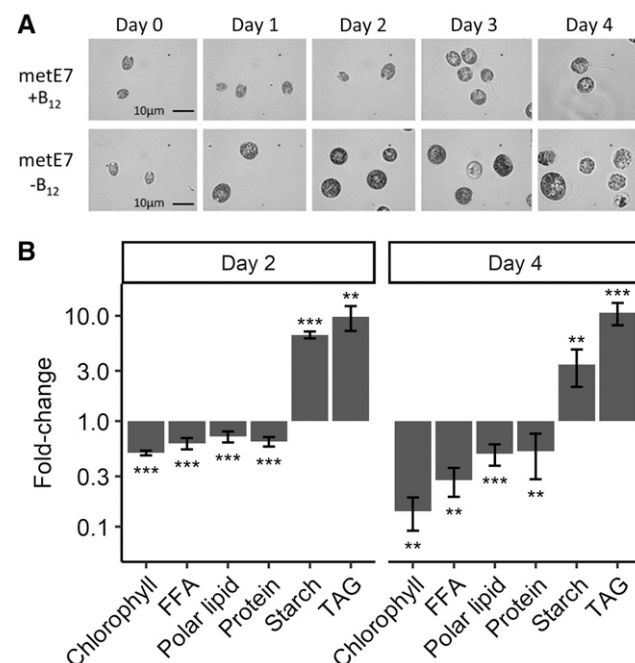 A
Day 0 Day 1 Day 2 Day 3 Day 4
metE7
+B₁₂
10µm
metE7
-B₁₂
10µm
B
Day 2 Day 4
Fold-change
10.0
3.0
1.0
0.3
0.1
*** *** *** *** *** **
** ** *** ** ** ***
Chlorophyll FFA Polar lipid Protein Starch TAG
Chlorophyll FFA Polar lipid Protein Starch TAG